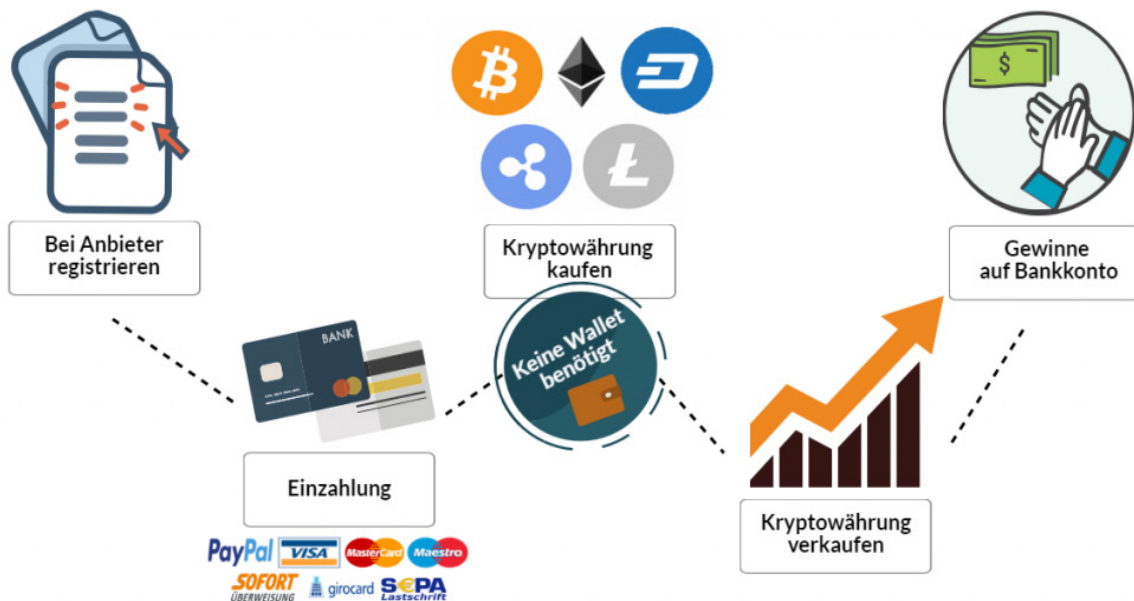 Bei Anbieter
registrieren
BANK
Einzahlung
PayPal VISA MasterCard Maestro
SOFORT
ÜBERWEISUNG
girocard
S€PA
Lastschrift
Kryptowährung
kaufen
Keine Wallet
benötigt
Kryptowährung
verkaufen
$
Gewinne
auf Bankkonto